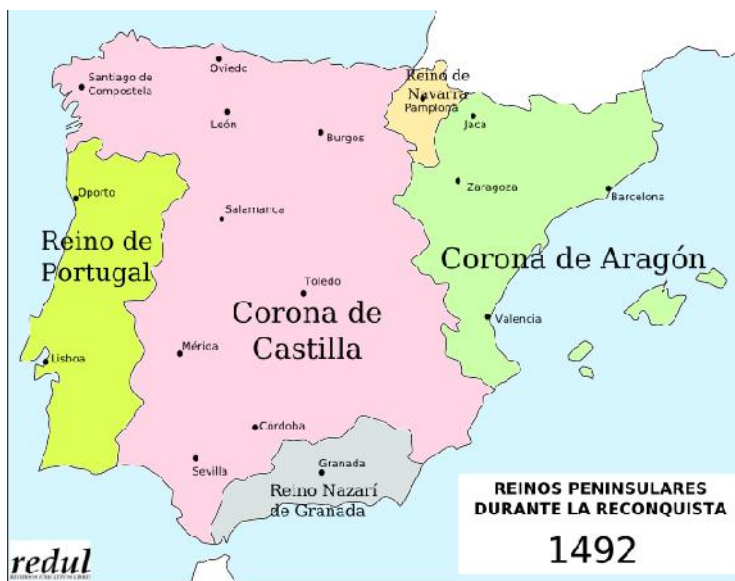 Oviedo
Santiago de
Compostela
León
Burgos
Reino de
Navarra
Pamplona
Jaca
Zaragoza
Barcelona
Oporto
Salamanca
Reino de
Portugal
Corona de Aragón
Toledo
Corona de
Castilla
Valencia
Mérica
Lisboa
Cordoba
Sevilla
Granada
Reino Nazarí
de Granada
REINOS PENINSULARES
DURANTE LA RECONQUISTA
1492
redul